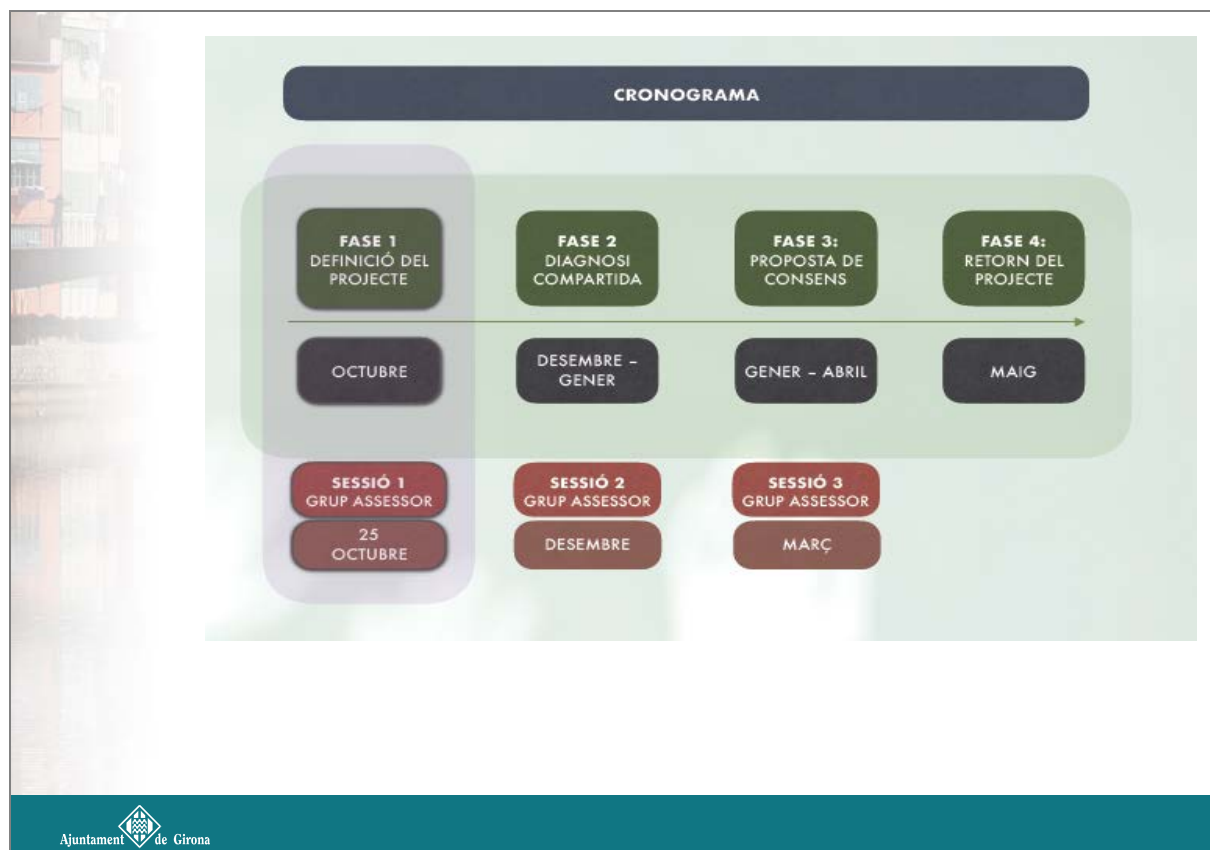 CRONOGRAMA
FASE 1
DEFINICIÓ DEL
PROJECTE
FASE 2
DIAGNOSI
COMPARTIDA
FASE 3:
PROPOSTA DE
CONSENS
FASE 4:
RETORN DEL
PROJECTE
OCTUBRE
DESEMBRE –
GENER
GENER – ABRIL
MAIG
SESSIÓ 1
GRUP ASSESSOR
25
OCTUBRE
SESSIÓ 2
GRUP ASSESSOR
DESEMBRE
SESSIÓ 3
GRUP ASSESSOR
MARÇ
Ajuntament de Girona